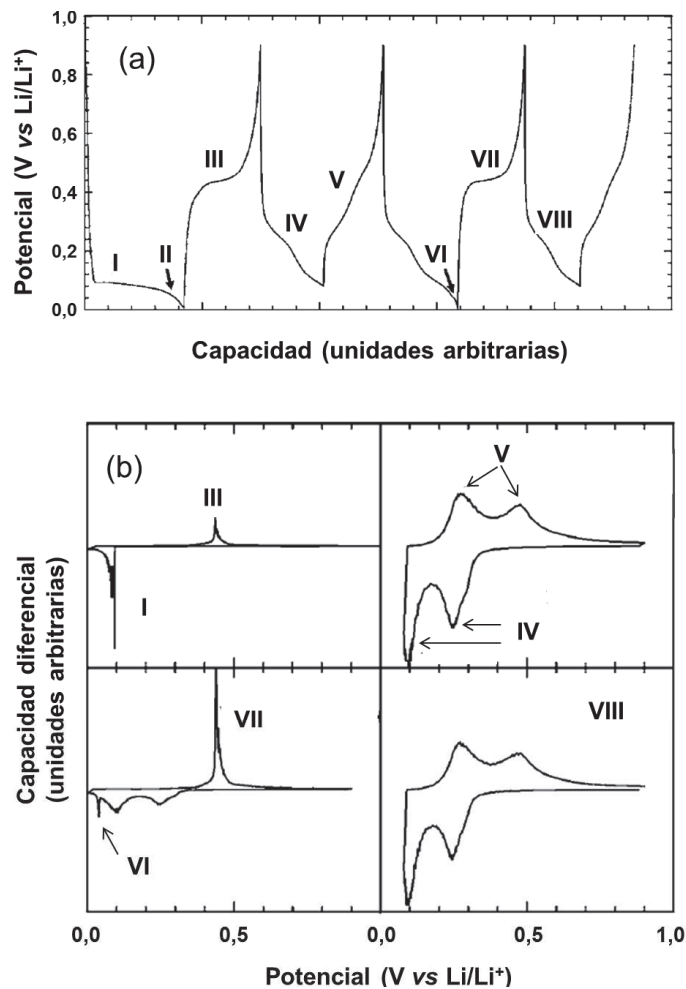 (a)
Potencial (V vs Li/Li⁺)
1,0
0,8
0,6
0,4
0,2
0,0
I
II
III
IV
V
VI
VII
VIII
Capacidad (unidades arbitrarias)
(b)
Capacidad diferencial
(unidades arbitrarias)
III
I
V
IV
VII
VI
VIII
0,0
0,5
0,0
0,5
1,0
Potencial (V vs Li/Li⁺)